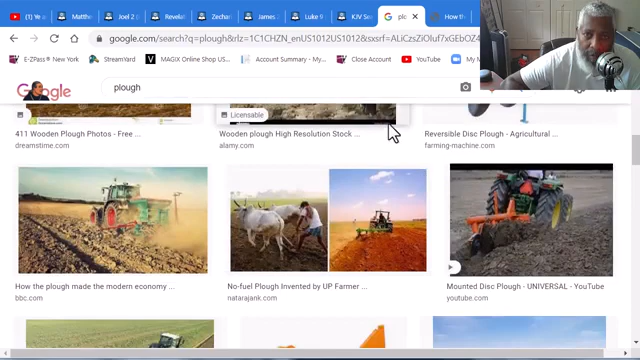 (1) Ye a
Matthe
Joel 2 (
Revela
Zechar
James
Luke 9
KJV Se
plo
How th
google.com/search?q=plough&rlz=1C1CHZN_enUS1012US1012&sxsrf=ALiCzsZiOluf7xGEbOZ4
E-ZPass® New York
StreamYard
MAGIX Online Shop US...
Account Summary -...
Close Account
YouTube
My
Google
plough
Licensable
411 Wooden Plough Photos - Free ...
Wooden plough High Resolution Stock ...
Reversible Disc Plough - Agricultural ...
dreamstime.com
alamy.com
farming-machine.com
How the plough made the modern economy ...
No-fuel Plough Invented by UP Farmer ...
Mounted Disc Plough - UNIVERSAL - YouTube
bbc.com
natarajank.com
youtube.com